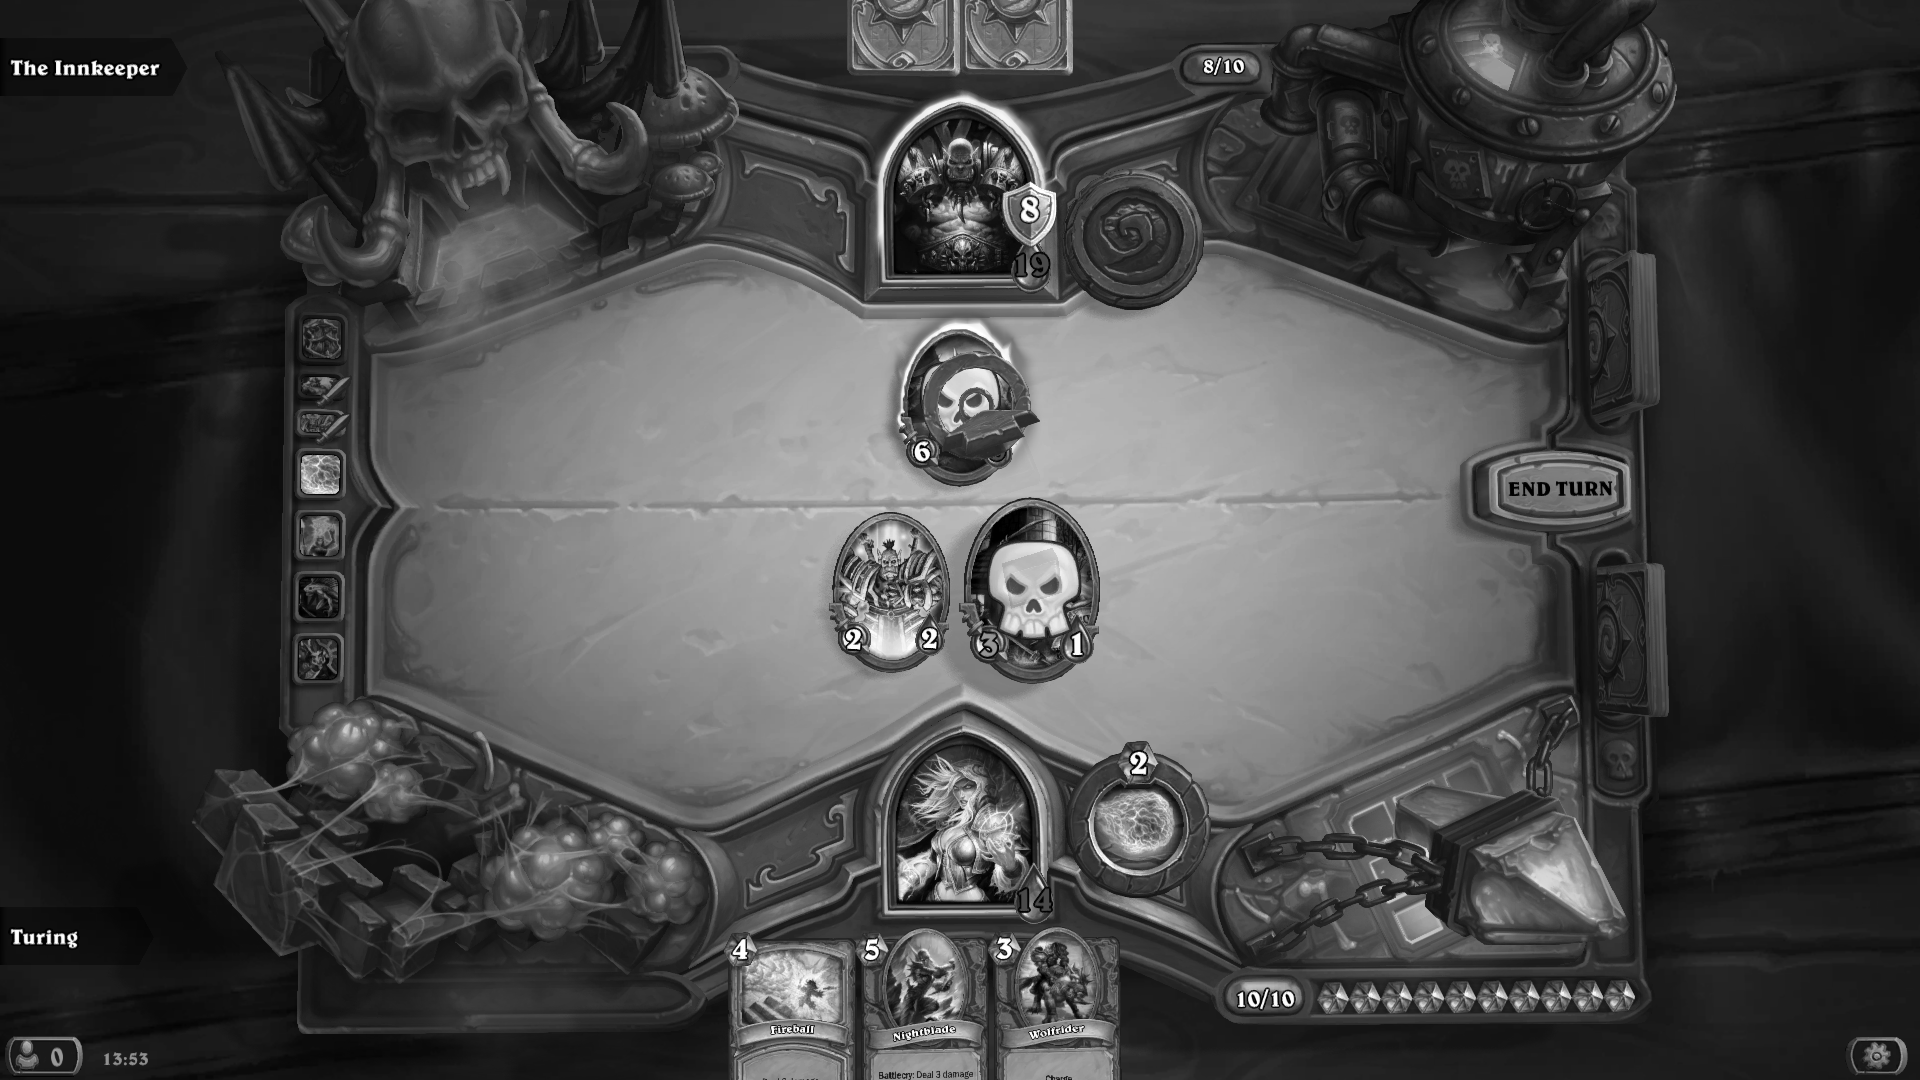 The Innkeeper
8/10
8
19
6
END TURN
2 2 3 1
2
14
Turing
4 5 3
Fireball Nightblade Wolfrider
Battlecry: Deal 3 damage
Charge
10/10
0 13:53